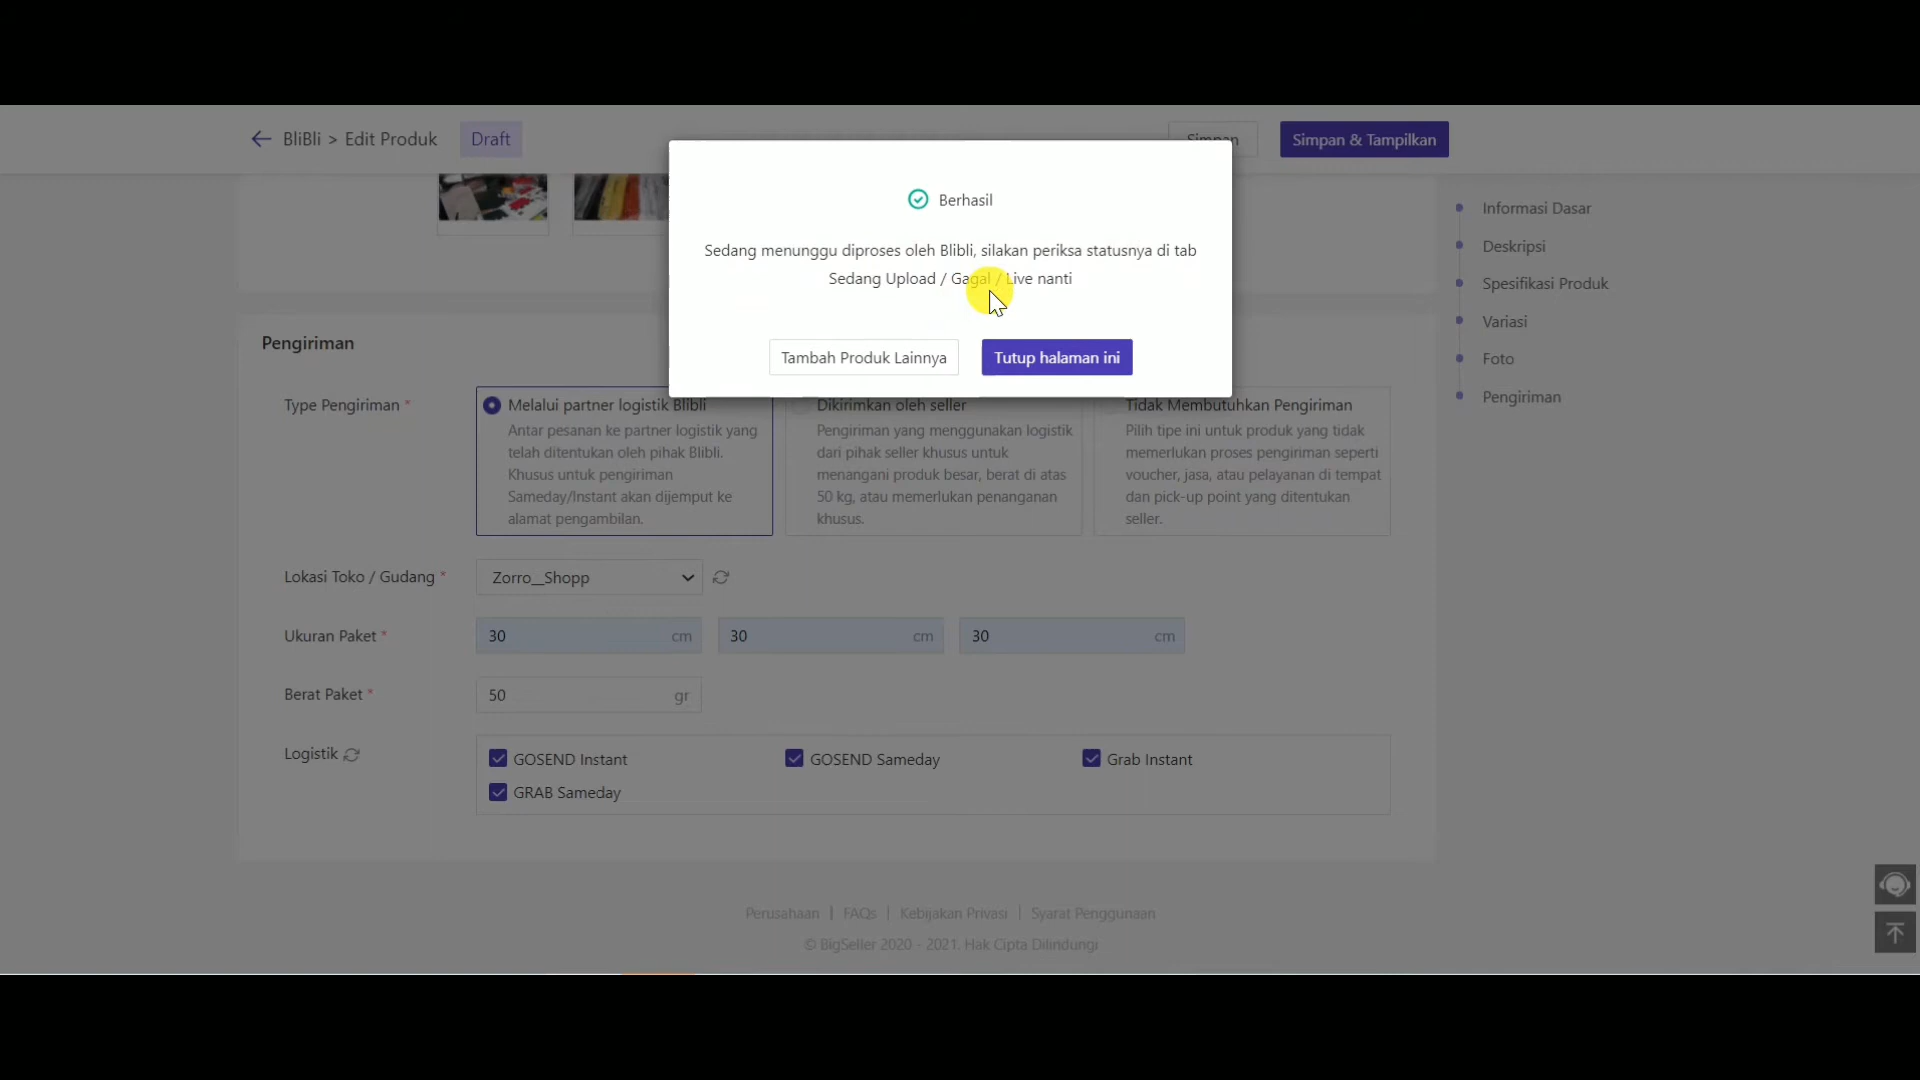 BliBli > Edit Produk
Draft
Simpan
Simpan & Tampilkan
Berhasil
Sedang menunggu diproses oleh Blibli, silakan periksa statusnya di tab
Sedang Upload / Gagal / Live nanti
Tambah Produk Lainnya
Tutup halaman ini
Informasi Dasar
Deskripsi
Spesifikasi Produk
Variasi
Foto
Pengiriman
Pengiriman
Type Pengiriman *
Melalui partner logistik Blibli
Antar pesanan ke partner logistik yang
telah ditentukan oleh pihak Blibli.
Khusus untuk pengiriman
Sameday/Instant akan dijemput ke
alamat pengambilan.
Dikirimkan oleh seller
Pengiriman yang menggunakan logistik
dari pihak seller khusus untuk
menangani produk besar, berat di atas
50 kg, atau memerlukan penanganan
khusus.
Tidak Membutuhkan Pengiriman
Pilih tipe ini untuk produk yang tidak
memerlukan proses pengiriman seperti
voucher, jasa, atau pelayanan di tempat
dan pick-up point yang ditentukan
seller.
Lokasi Toko / Gudang *
Zorro__Shopp
Ukuran Paket *
30 cm
30 cm
30 cm
Berat Paket *
50 gr
Logistik
GOSEND Instant
GOSEND Sameday
Grab Instant
GRAB Sameday
Perusahaan | FAQs | Kebijakan Privasi | Syarat Penggunaan
© BigSeller 2020 - 2021. Hak Cipta Dilindungi